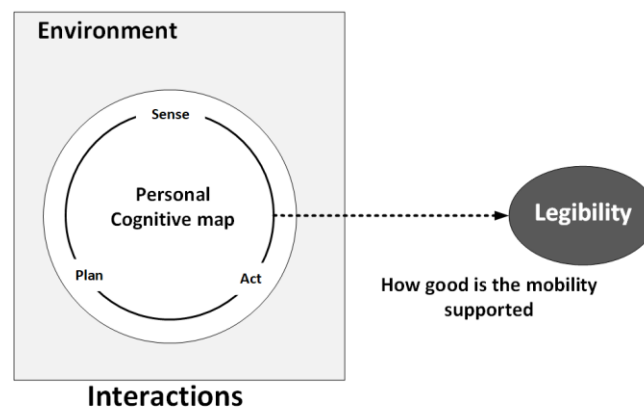 Environment
Sense
Personal
Cognitive map
Legibility
Plan
Act
How good is the mobility
supported
Interactions